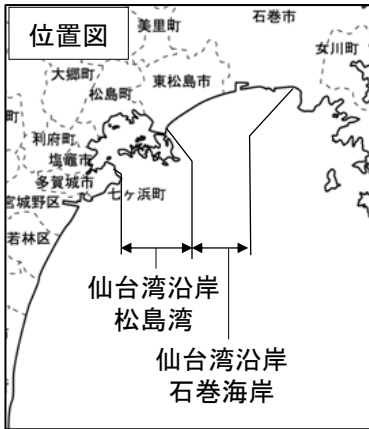 位置図
美里町
石巻市
女川町
大郷町
松島町
東松島市
町
利府町
塩竈市
多賀城市
七ヶ浜町
宮城野区
若林区
仙台湾沿岸
松島湾
仙台湾沿岸
石巻海岸